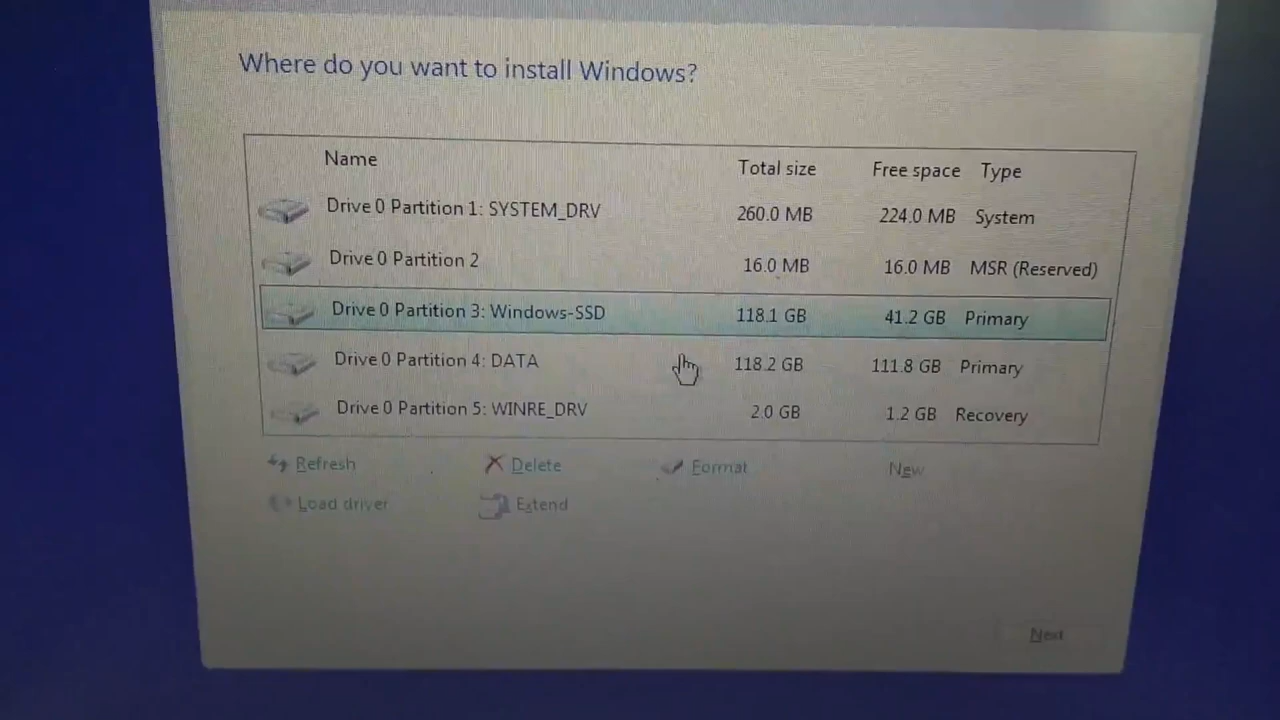 Where do you want to install Windows?
Name Total size Free space Type
Drive 0 Partition 1: SYSTEM_DRV 260.0 MB 224.0 MB System
Drive 0 Partition 2 16.0 MB 16.0 MB MSR (Reserved)
Drive 0 Partition 3: Windows-SSD 118.1 GB 41.2 GB Primary
Drive 0 Partition 4: DATA 118.2 GB 111.8 GB Primary
Drive 0 Partition 5: WINRE_DRV 2.0 GB 1.2 GB Recovery
Refresh Delete Format New
Load driver Extend
Next